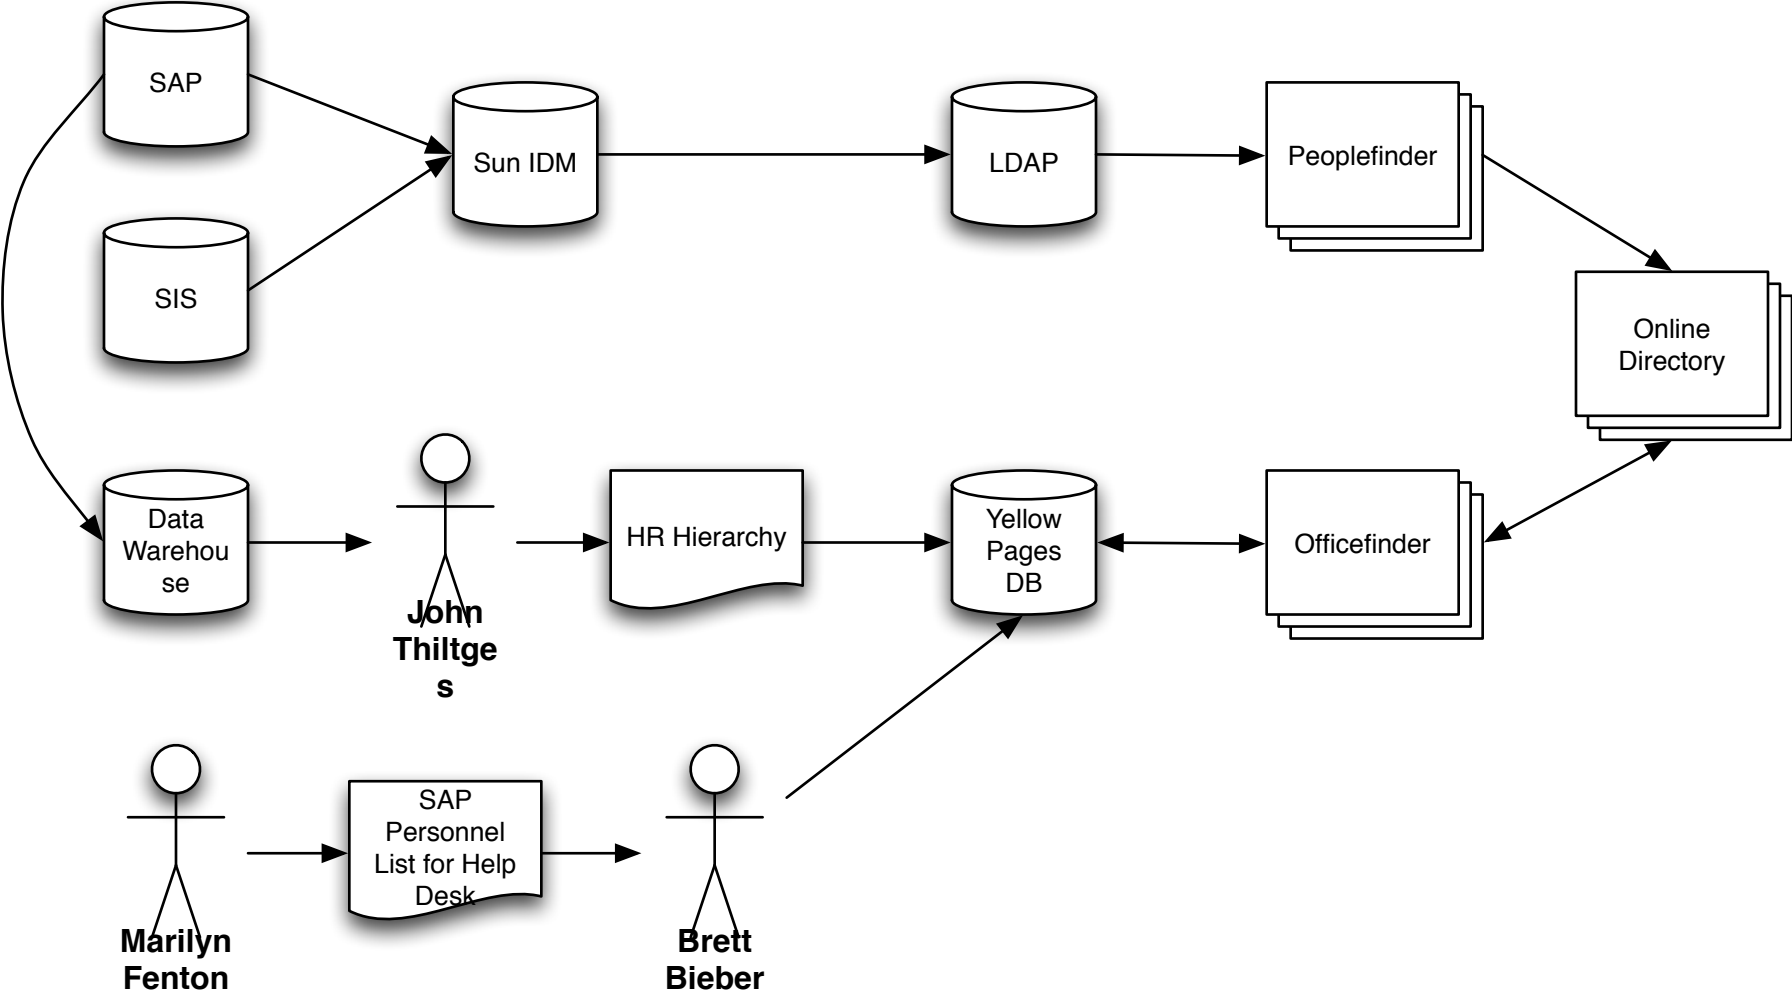 SAP
Sun IDM
LDAP
Peoplefinder
SIS
Online
Directory
Data
Warehou
se
John
Thiltge
s
HR Hierarchy
Yellow
Pages
DB
Officefinder
Marilyn
Fenton
SAP
Personnel
List for Help
Desk
Brett
Bieber